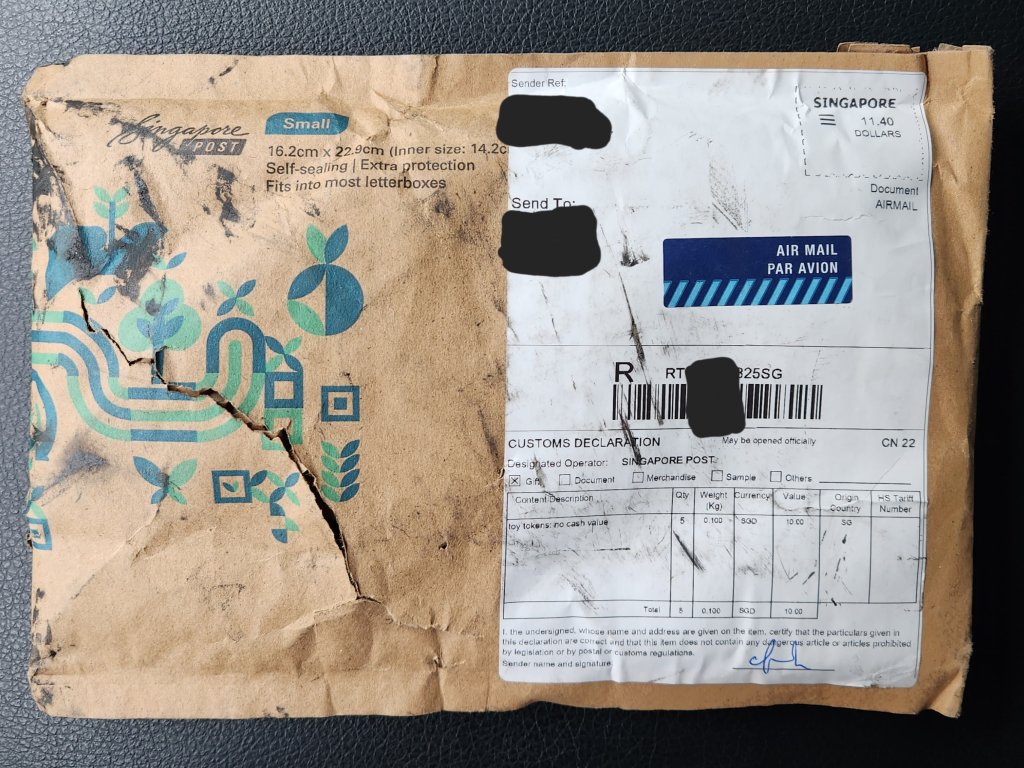 Singapore
POST
Small
16.2cm x 22.9cm (Inner size: 14.2c
Self-sealing | Extra protection
Fits into most letterboxes
Sender Ref:
SINGAPORE
11.40
DOLLARS
Document
AIRMAIL
Send To:
AIR MAIL
PAR AVION
R RT 325SG
CUSTOMS DECLARATION May be opened officially CN 22
Designated Operator: SINGAPORE POST
Gift Document Merchandise Sample Others
Content Description Qty Weight (Kg) Currency Value Origin Country HS Tariff Number
toy tokens: no cash value 5 0.100 SGD 10.00 SG
Total 5 0.100 SGD 10.00
I, the undersigned, whose name and address are given on the item, certify that the particulars given in
this declaration are correct and that this item does not contain any dangerous article or articles prohibited
by legislation or by postal or customs regulations.
Sender name and signature